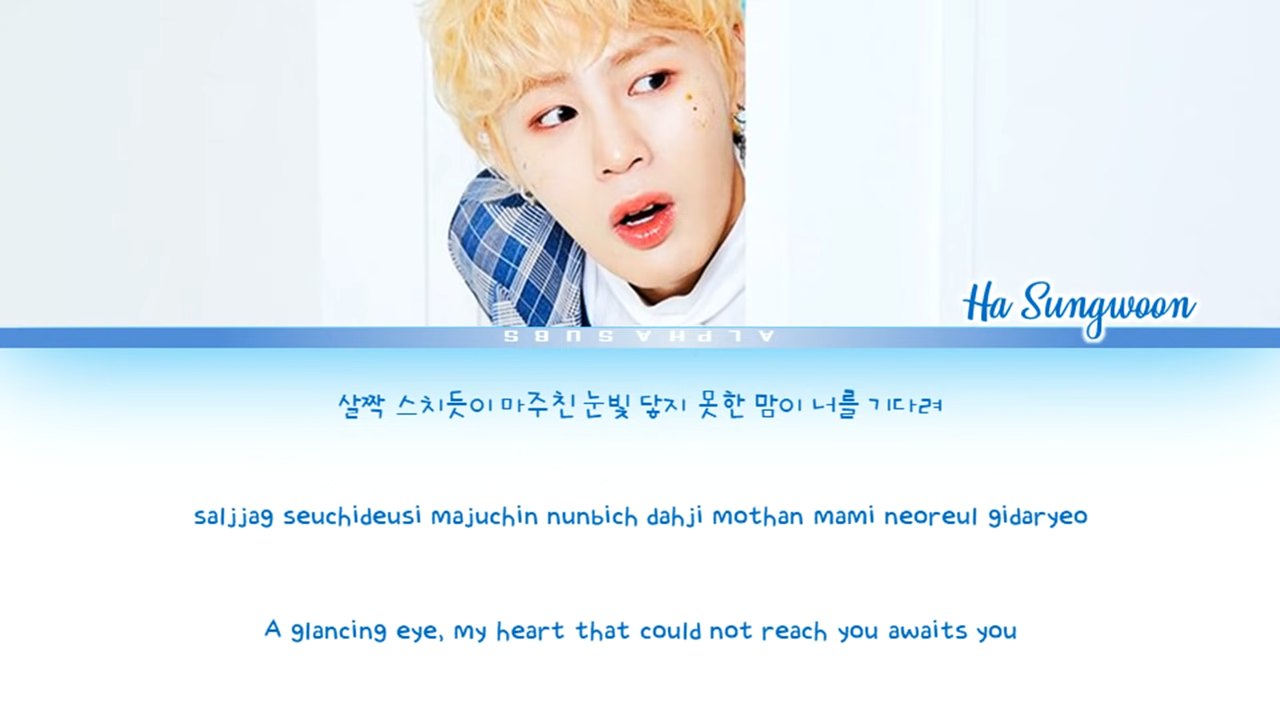 Ha Sungwoon
ALPHA SUBS
살짝 스치듯이 마주친 눈빛 닿지 못한 맘이 너를 기다려
saljjag seuchideusi majuchin nunbich dahji mothan mami neoreul gidaryeo
A glancing eye, my heart that could not reach you awaits you